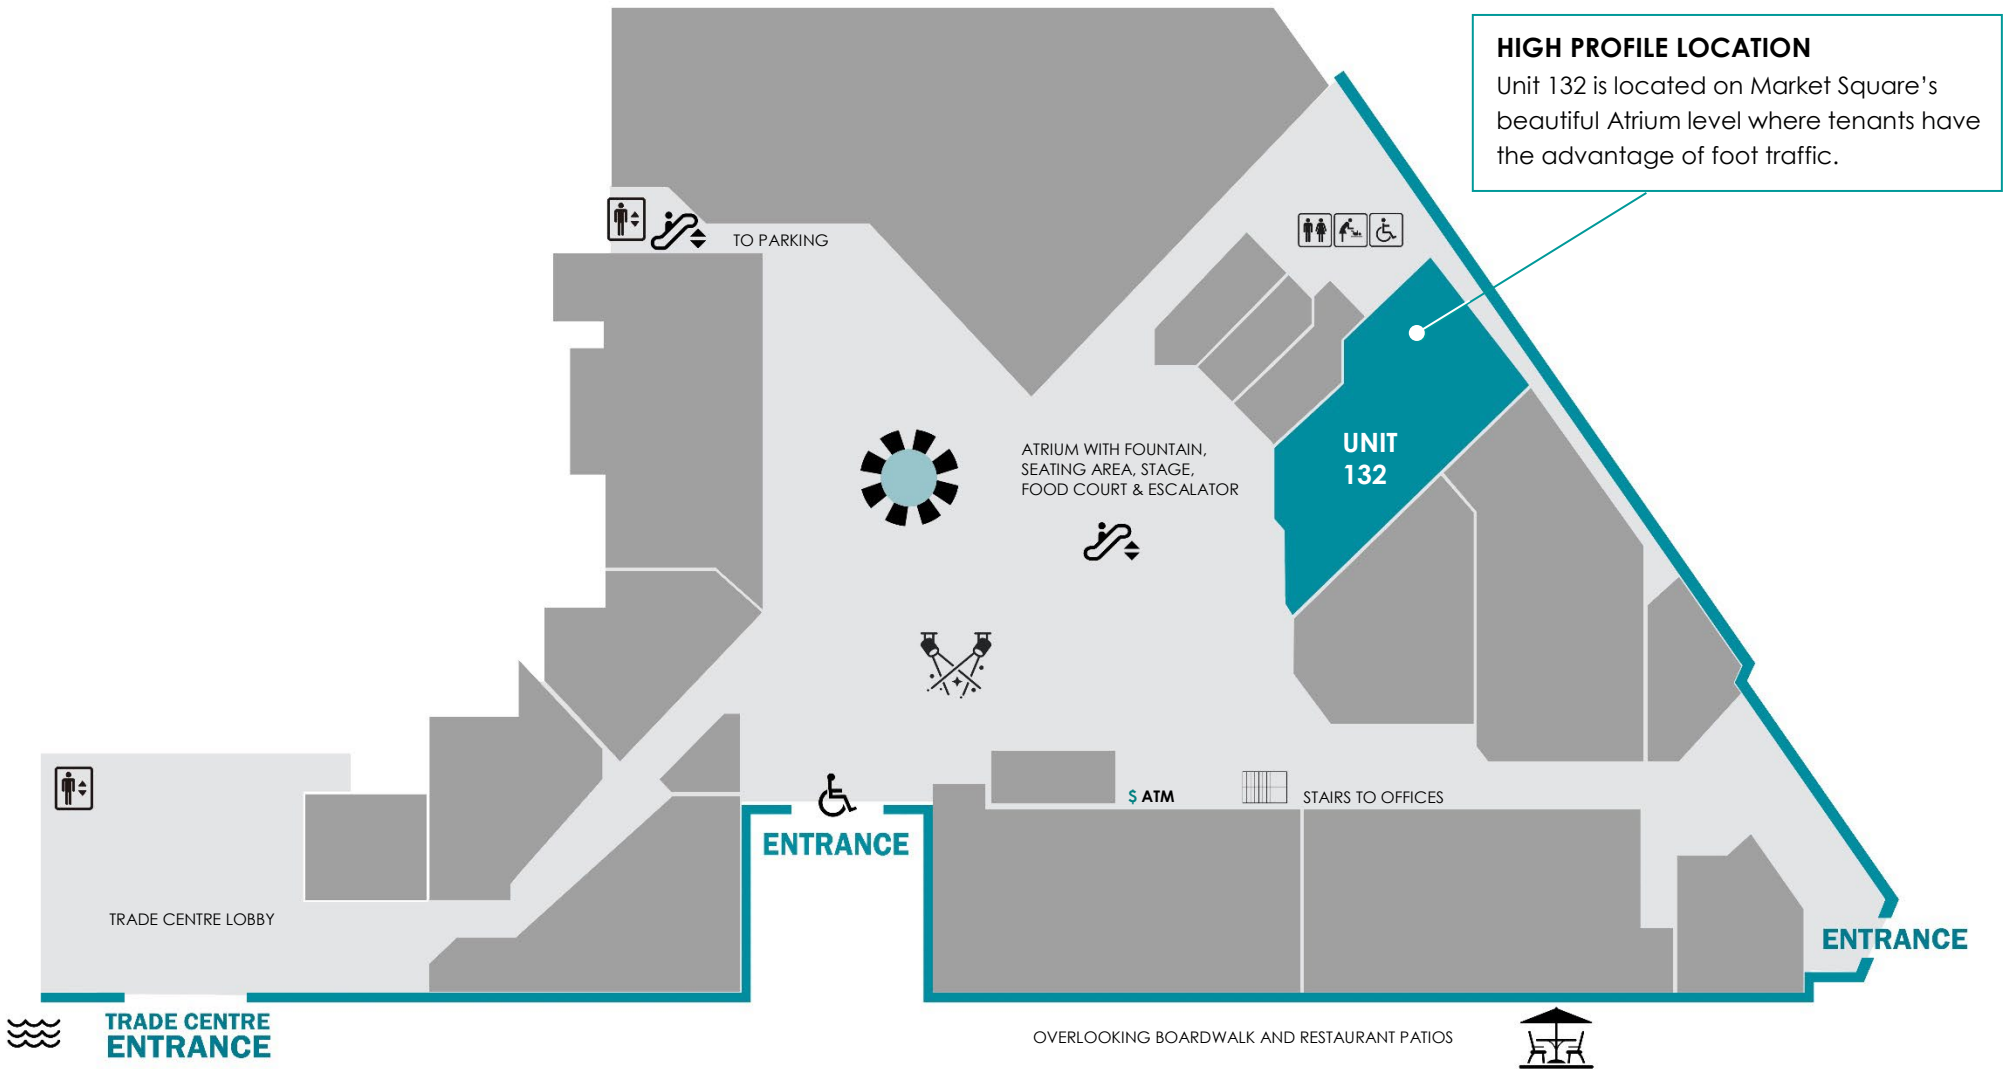 HIGH PROFILE LOCATION
Unit 132 is located on Market Square’s
beautiful Atrium level where tenants have
the advantage of foot traffic.
TO PARKING
ATRIUM WITH FOUNTAIN,
SEATING AREA, STAGE,
FOOD COURT & ESCALATOR
UNIT
132
$ ATM
STAIRS TO OFFICES
ENTRANCE
TRADE CENTRE LOBBY
ENTRANCE
TRADE CENTRE
ENTRANCE
OVERLOOKING BOARDWALK AND RESTAURANT PATIOS